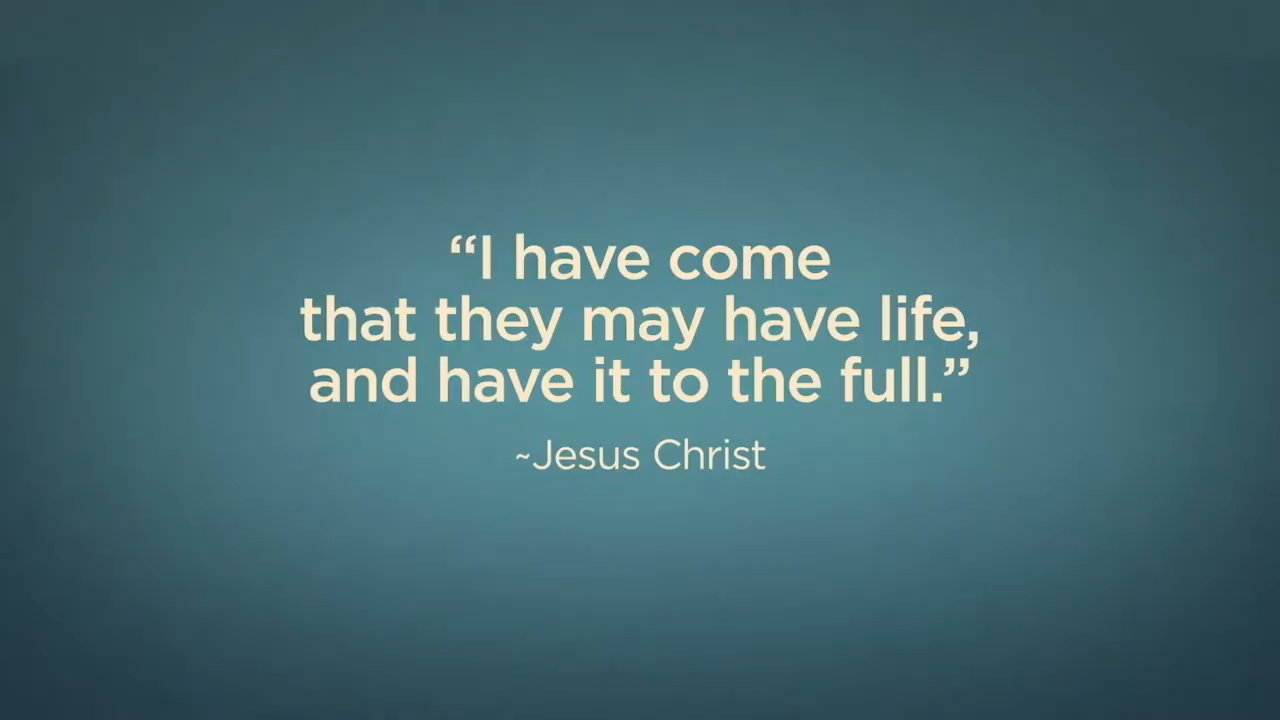 “I have come
that they may have life,
and have it to the full.”
~Jesus Christ